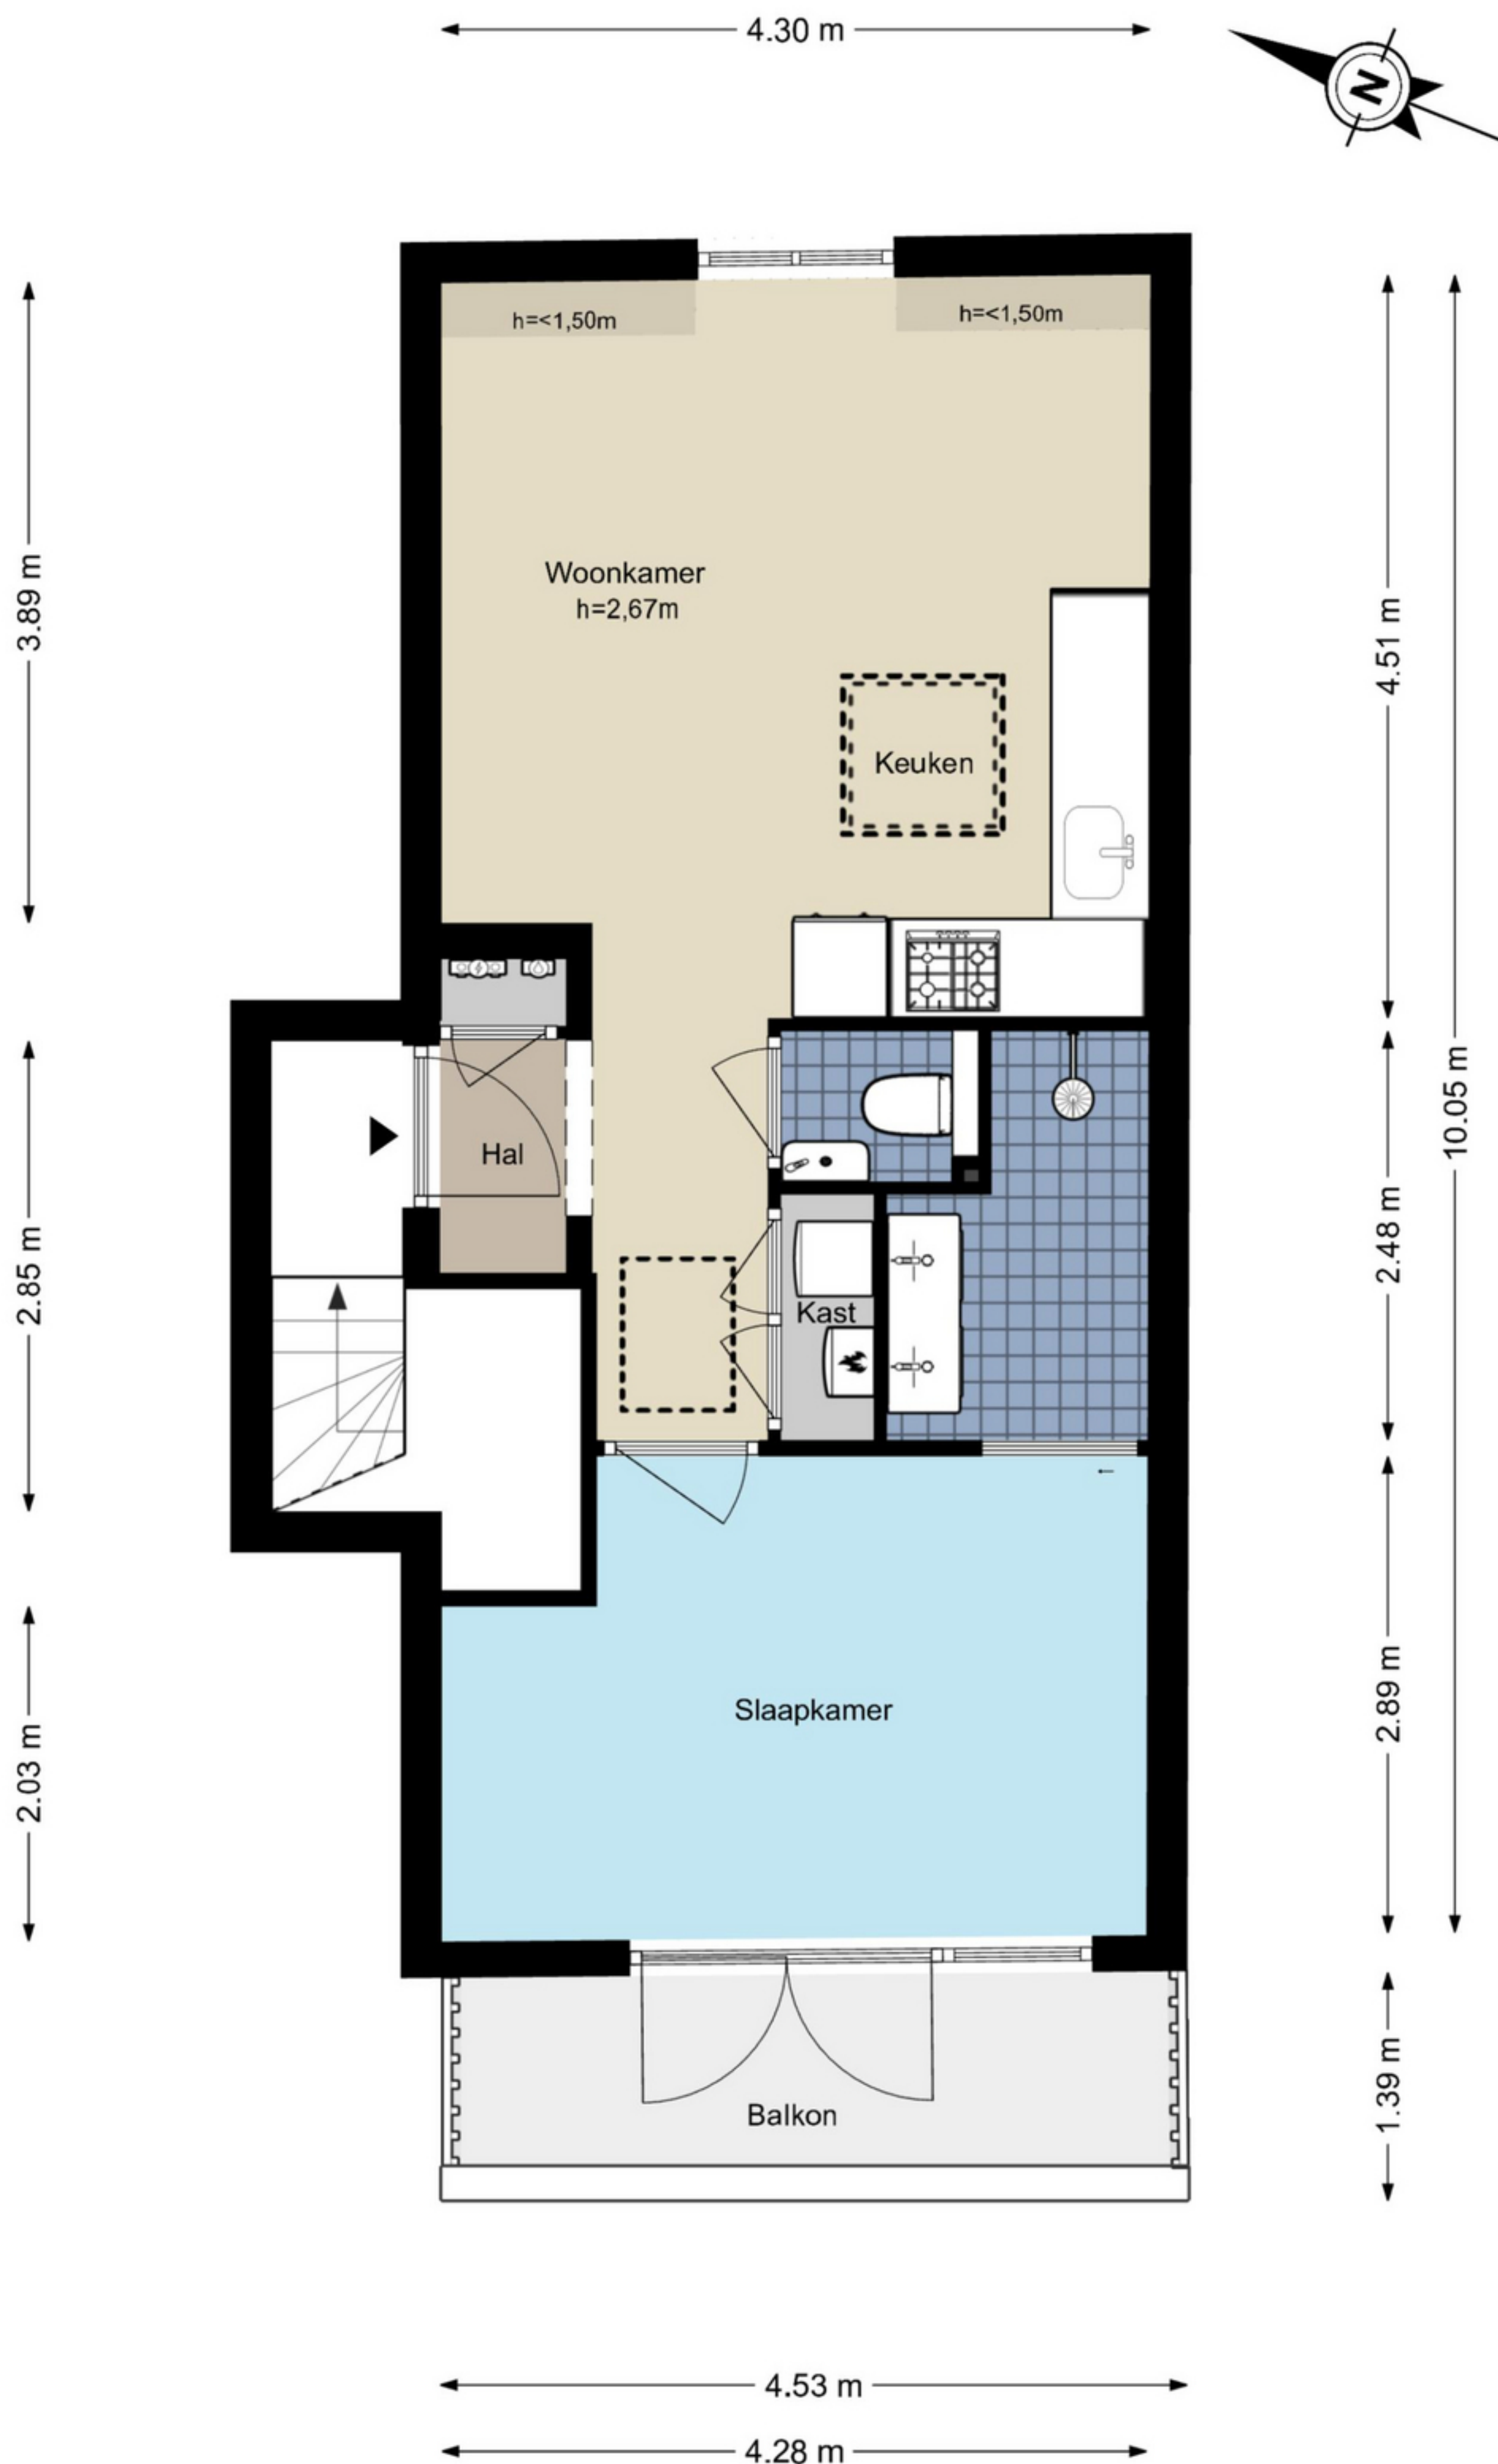 4.30 m
N
h=<1,50m
h=<1,50m
Woonkamer
h=2,67m
3.89 m
4.51 m
Keuken
10.05 m
Hal
2.48 m
2.85 m
Kast
2.89 m
Slaapkamer
2.03 m
1.39 m
Balkon
4.53 m
4.28 m